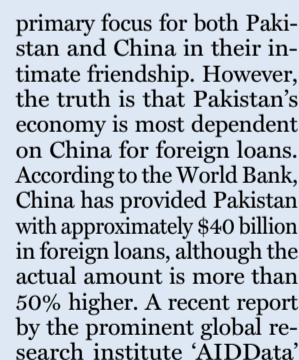 primary focus for both Paki-
stan and China in their in-
timate friendship. However,
the truth is that Pakistan's
economy is most dependent
on China for foreign loans.
According to the World Bank,
China has provided Pakistan
with approximately $40 billion
in foreign loans, although the
actual amount is more than
50% higher. A recent report
by the prominent global re-
search institute 'AIDData'